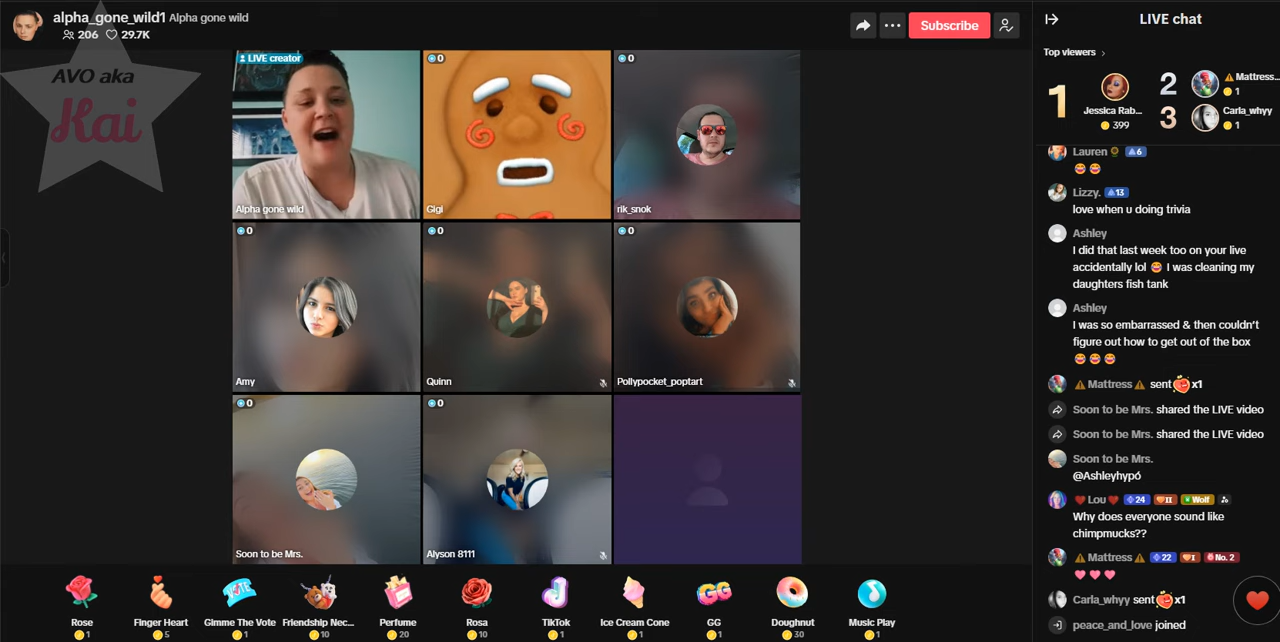 alpha_gone_wild1 Alpha gone wild
206 29.7K
Subscribe
AVO aka
Kai
LIVE creator
Alpha gone wild
0
Gigi
0
rik_snok
0
Amy
0
Quinn
0
Pollypocket_poptart
0
Soon to be Mrs.
0
Alyson 8111
Rose
1
Finger Heart
5
VOTE
Gimme The Vote
1
Friendship Nec...
10
Perfume
20
Rosa
10
TikTok
1
Ice Cream Cone
1
GG
GG
1
Doughnut
30
Music Play
1
LIVE chat
Top viewers
1
Jessica Rab...
399
2
Mattress...
1
3
Carla_whyy
1
Lauren 6
Lizzy. 13
love when u doing trivia
Ashley
I did that last week too on your live
accidentally lol I was cleaning my
daughters fish tank
Ashley
I was so embarrassed & then couldn't
figure out how to get out of the box
Mattress sent x1
Soon to be Mrs. shared the LIVE video
Soon to be Mrs. shared the LIVE video
Soon to be Mrs.
@Ashleyhypó
Lou 24 II Wolf
Why does everyone sound like
chimpmucks??
Mattress 22 I No. 2
Carla_whyy sent x1
peace_and_love joined